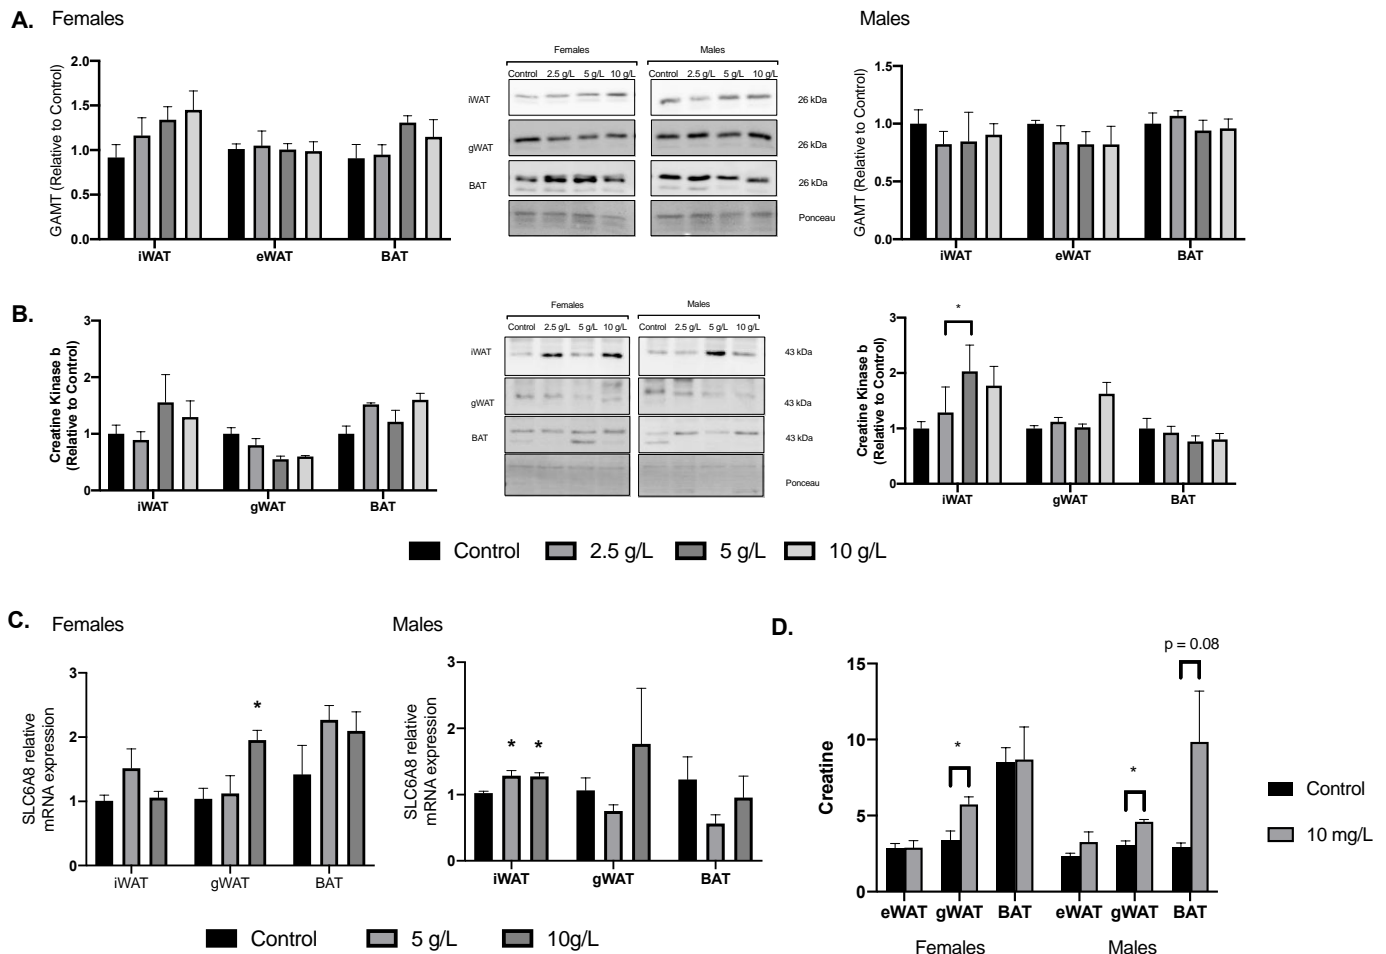 A. Females
Males
GAMT (Relative to Control)
2.0
1.5
1.0
0.5
0.0
iWAT eWAT BAT
Females Males
Control 2.5 g/L 5 g/L 10 g/L Control 2.5 g/L 5 g/L 10 g/L
iWAT 26 kDa
gWAT 26 kDa
BAT 26 kDa
Ponceau
GAMT (Relative to Control)
1.5
1.0
0.5
0.0
iWAT eWAT BAT
B.
Creatine Kinase b
(Relative to Control)
3
2
1
0
iWAT gWAT BAT
Females Males
Control 2.5 g/L 5 g/L 10 g/L Control 2.5 g/L 5 g/L 10 g/L
iWAT 43 kDa
gWAT 43 kDa
BAT 43 kDa
Ponceau
Creatine Kinase b
(Relative to Control)
3
2
1
0
*
iWAT gWAT BAT
Control 2.5 g/L 5 g/L 10 g/L
C. Females
SLC6A8 relative
mRNA expression
3
2
1
0
*
iWAT gWAT BAT
Males
SLC6A8 relative
mRNA expression
3
2
1
0
* *
iWAT gWAT BAT
Control 5 g/L 10g/L
D.
Creatine
15
10
5
0
*
*
p = 0.08
eWAT gWAT BAT eWAT gWAT BAT
Females Males
Control
10 mg/L